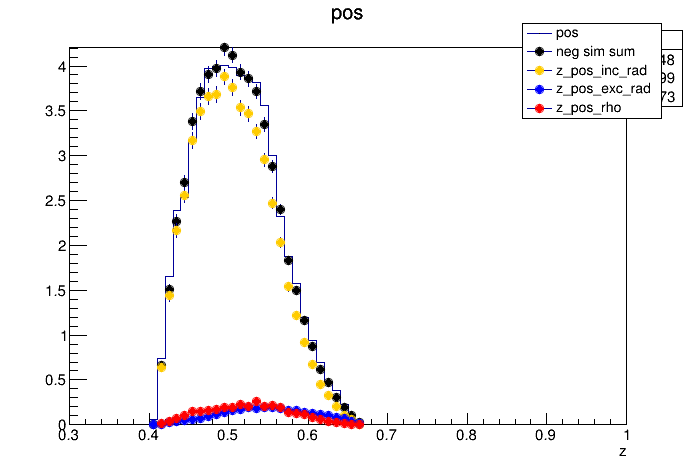 pos
pos
neg sim sum
z_pos_inc_rad
z_pos_exc_rad
z_pos_rho
48
99
73
4
3.5
3
2.5
2
1.5
1
0.5
0
0.3
0.4
0.5
0.6
0.7
0.8
0.9
1
z